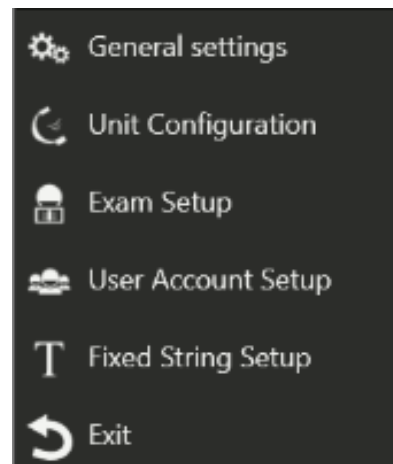 General settings
Unit Configuration
Exam Setup
User Account Setup
Fixed String Setup
Exit